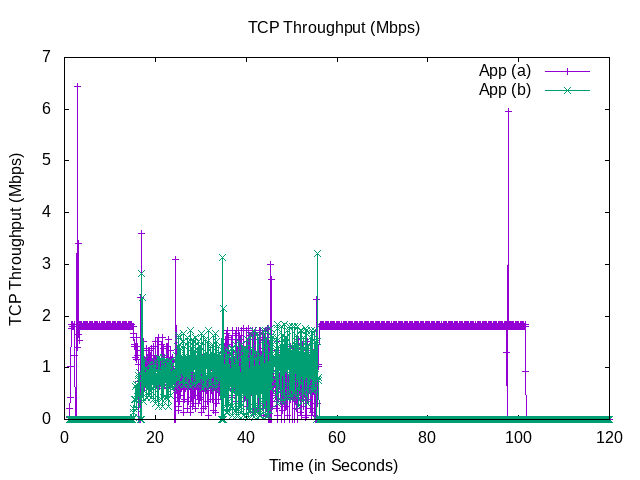 TCP Throughput (Mbps)
App (a)
App (b)
TCP Throughput (Mbps)
7
6
5
4
3
2
1
0
0 20 40 60 80 100 120
Time (in Seconds)